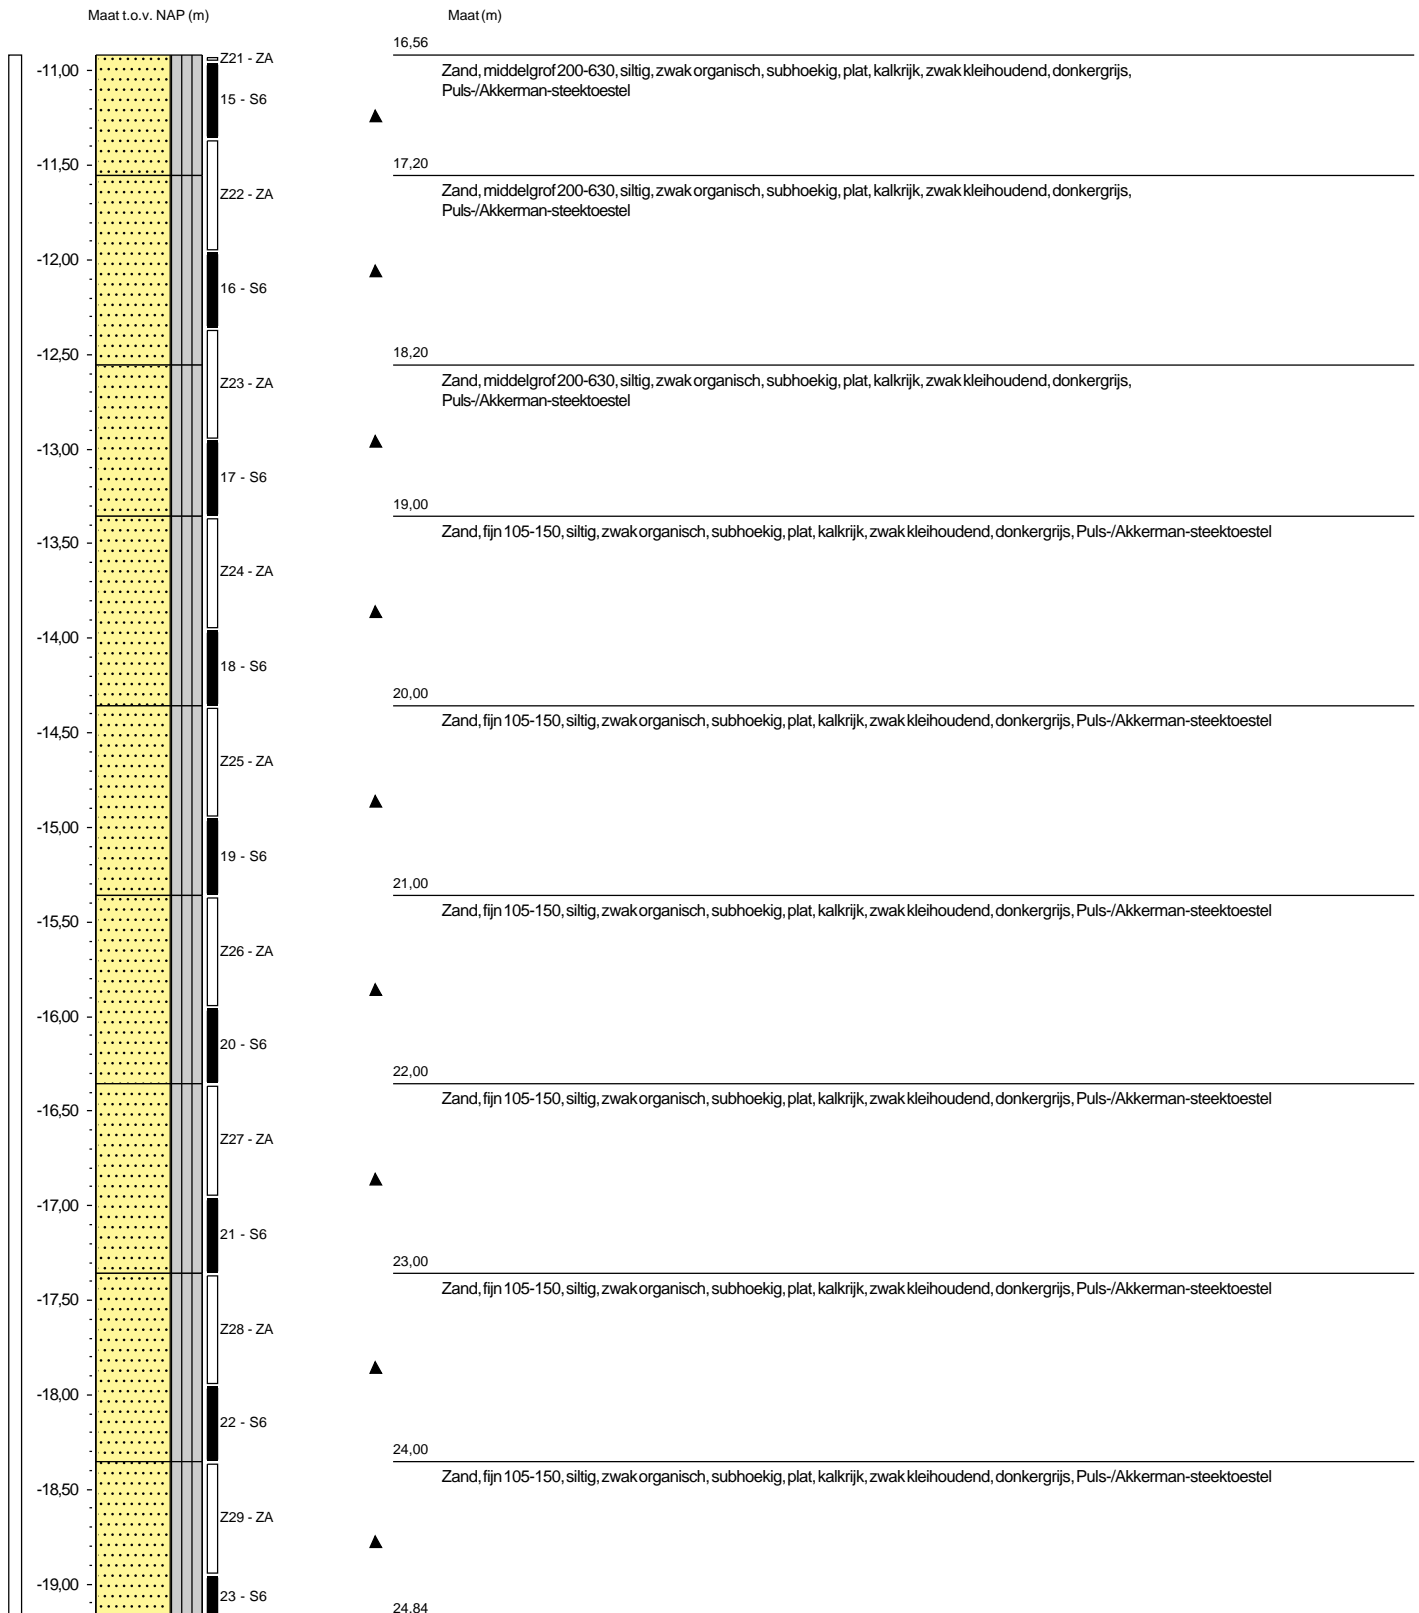 Maat t.o.v. NAP (m)
Maat (m)
16,56
Z21 - ZA
-11,00
Zand, middelgrof 200-630, siltig, zwak organisch, subhoekig, plat, kalkrijk, zwak kleihoudend, donkergrijs,
Puls-/Akkerman-steektoestel
15 - S6
-11,50
17,20
Z22 - ZA
Zand, middelgrof 200-630, siltig, zwak organisch, subhoekig, plat, kalkrijk, zwak kleihoudend, donkergrijs,
Puls-/Akkerman-steektoestel
-12,00
16 - S6
-12,50
18,20
Z23 - ZA
Zand, middelgrof 200-630, siltig, zwak organisch, subhoekig, plat, kalkrijk, zwak kleihoudend, donkergrijs,
Puls-/Akkerman-steektoestel
-13,00
17 - S6
19,00
-13,50
Zand, fijn 105-150, siltig, zwak organisch, subhoekig, plat, kalkrijk, zwak kleihoudend, donkergrijs, Puls-/Akkerman-steektoestel
Z24 - ZA
-14,00
18 - S6
20,00
-14,50
Zand, fijn 105-150, siltig, zwak organisch, subhoekig, plat, kalkrijk, zwak kleihoudend, donkergrijs, Puls-/Akkerman-steektoestel
Z25 - ZA
-15,00
19 - S6
21,00
-15,50
Zand, fijn 105-150, siltig, zwak organisch, subhoekig, plat, kalkrijk, zwak kleihoudend, donkergrijs, Puls-/Akkerman-steektoestel
Z26 - ZA
-16,00
20 - S6
22,00
-16,50
Zand, fijn 105-150, siltig, zwak organisch, subhoekig, plat, kalkrijk, zwak kleihoudend, donkergrijs, Puls-/Akkerman-steektoestel
Z27 - ZA
-17,00
21 - S6
23,00
-17,50
Zand, fijn 105-150, siltig, zwak organisch, subhoekig, plat, kalkrijk, zwak kleihoudend, donkergrijs, Puls-/Akkerman-steektoestel
Z28 - ZA
-18,00
22 - S6
24,00
-18,50
Zand, fijn 105-150, siltig, zwak organisch, subhoekig, plat, kalkrijk, zwak kleihoudend, donkergrijs, Puls-/Akkerman-steektoestel
Z29 - ZA
-19,00
23 - S6
24,84